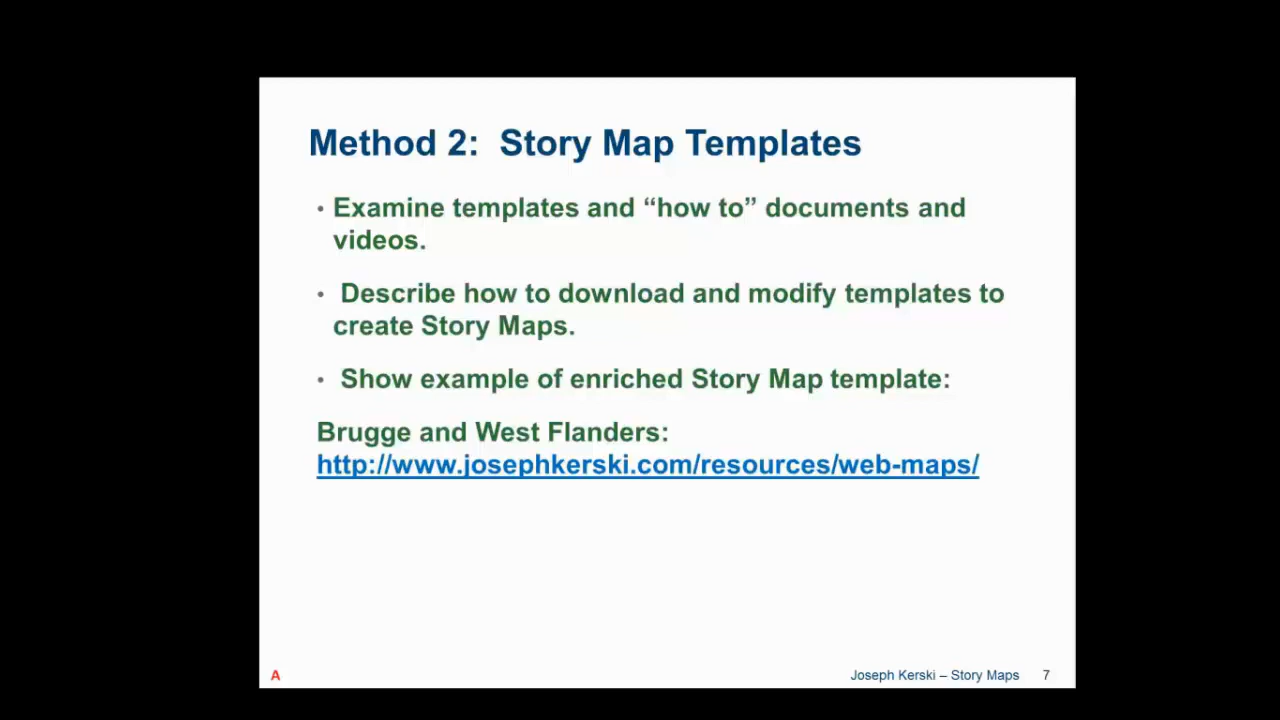 Method 2:  Story Map Templates
• Examine templates and “how to” documents and
videos.
• Describe how to download and modify templates to
create Story Maps.
• Show example of enriched Story Map template:
Brugge and West Flanders:
http://www.josephkerski.com/resources/web-maps/
A
Joseph Kerski – Story Maps 7